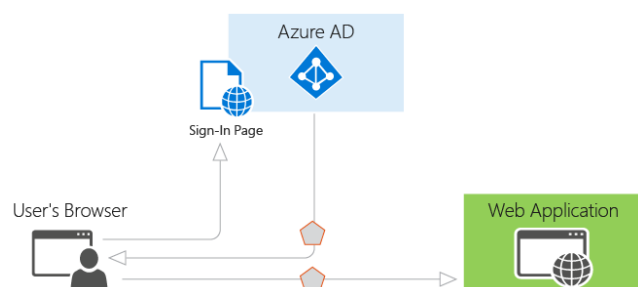 Azure AD
Sign-In Page
User's Browser
Web Application